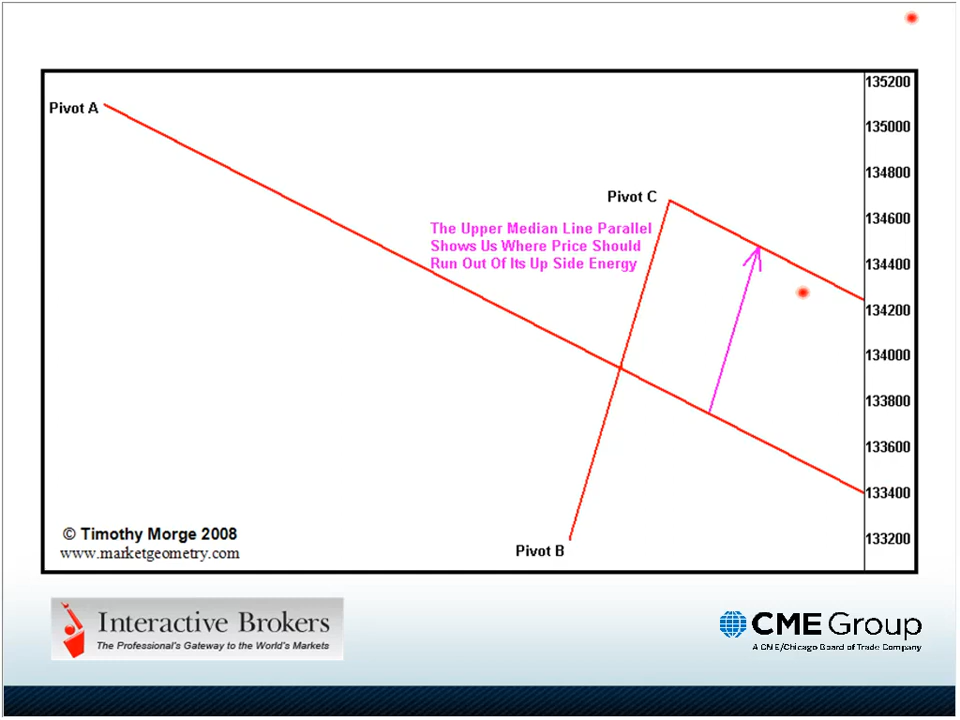 Pivot A
Pivot C
The Upper Median Line Parallel
Shows Us Where Price Should
Run Out Of Its Up Side Energy
Pivot B
135200
135000
134800
134600
134400
134200
134000
133800
133600
133400
133200
© Timothy Morge 2008
www.marketgeometry.com
Interactive Brokers
The Professional's Gateway to the World's Markets
CME Group
A CME/Chicago Board of Trade Company